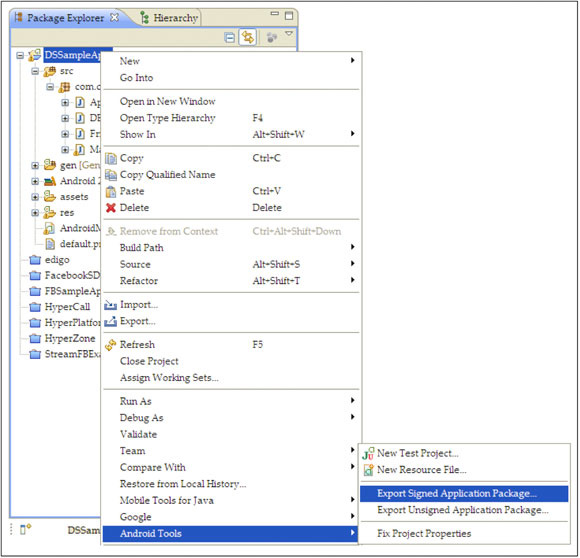 Package Explorer
Hierarchy
DSSampleAp
src
com.c
Ap
DB
Fri
Ma
gen [Gen
Android
assets
res
AndroidM
default.pr
edigo
FacebookSD
FBSampleAp
HyperCall
HyperPlatfor
HyperZone
StreamFBExa
New
Go Into
Open in New Window
Open Type Hierarchy F4
Show In Alt+Shift+W
Copy Ctrl+C
Copy Qualified Name
Paste Ctrl+V
Delete Delete
Remove from Context Ctrl+Alt+Shift+Down
Build Path
Source Alt+Shift+S
Refactor Alt+Shift+T
Import...
Export...
Refresh F5
Close Project
Assign Working Sets...
Run As
Debug As
Validate
Team
Compare With
Restore from Local History...
Mobile Tools for Java
Google
Android Tools
New Test Project...
New Resource File...
Export Signed Application Package...
Export Unsigned Application Package...
Fix Project Properties
DSSam